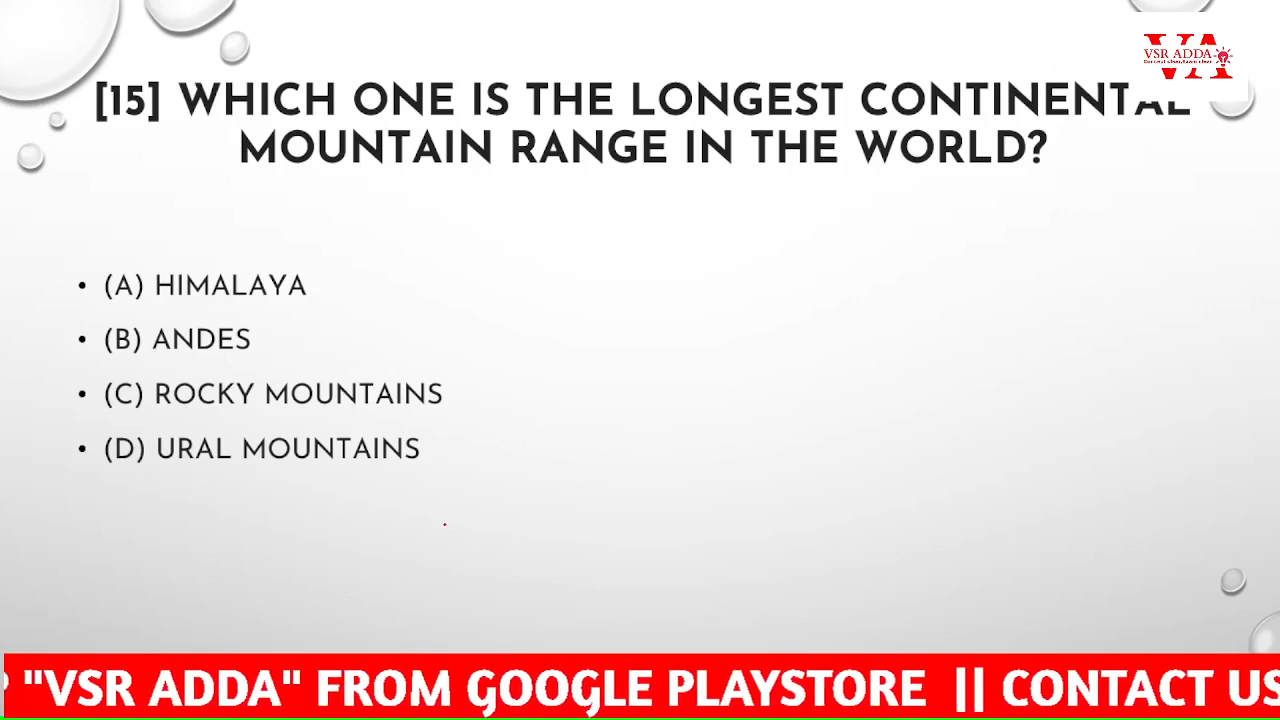 VSR ADDA
[15] WHICH ONE IS THE LONGEST CONTINENTAL
MOUNTAIN RANGE IN THE WORLD?
• (A) HIMALAYA
• (B) ANDES
• (C) ROCKY MOUNTAINS
• (D) URAL MOUNTAINS
"VSR ADDA" FROM GOOGLE PLAYSTORE || CONTACT US